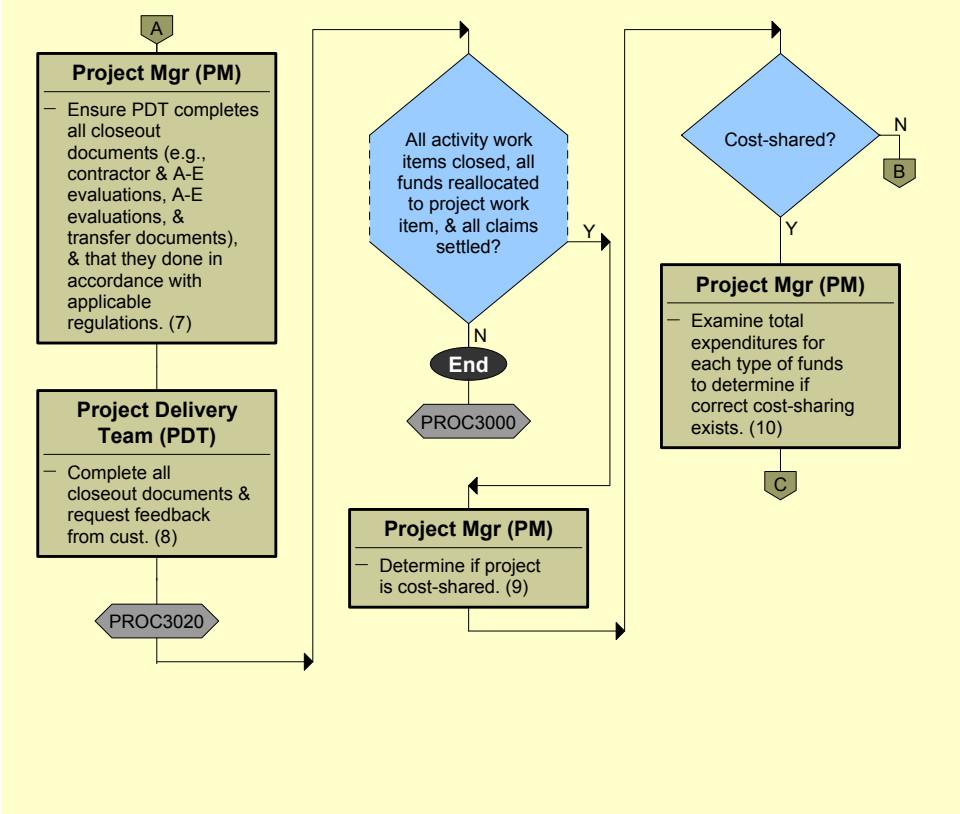 A
Project Mgr (PM)
– Ensure PDT completes
all closeout
documents (e.g.,
contractor & A-E
evaluations, A-E
evaluations, &
transfer documents),
& that they done in
accordance with
applicable
regulations. (7)
Project Delivery
Team (PDT)
– Complete all
closeout documents &
request feedback
from cust. (8)
PROC3020
All activity work
items closed, all
funds reallocated
to project work
item, & all claims
settled?
Y
N
End
PROC3000
Project Mgr (PM)
– Determine if project
is cost-shared. (9)
Cost-shared?
N
B
Y
Project Mgr (PM)
– Examine total
expenditures for
each type of funds
to determine if
correct cost-sharing
exists. (10)
C